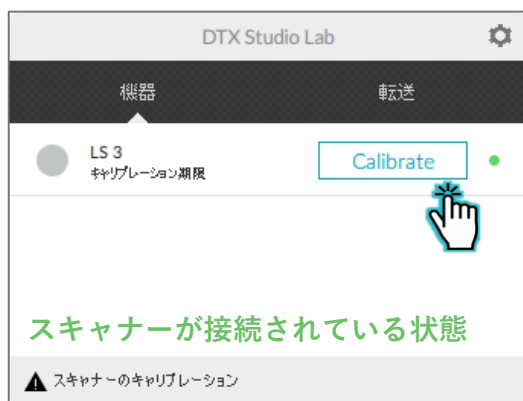 DTX Studio Lab
機器 転送
LS 3
キャリブレーション期限
Calibrate
スキャナーが接続されている状態
スキャナーのキャリブレーション